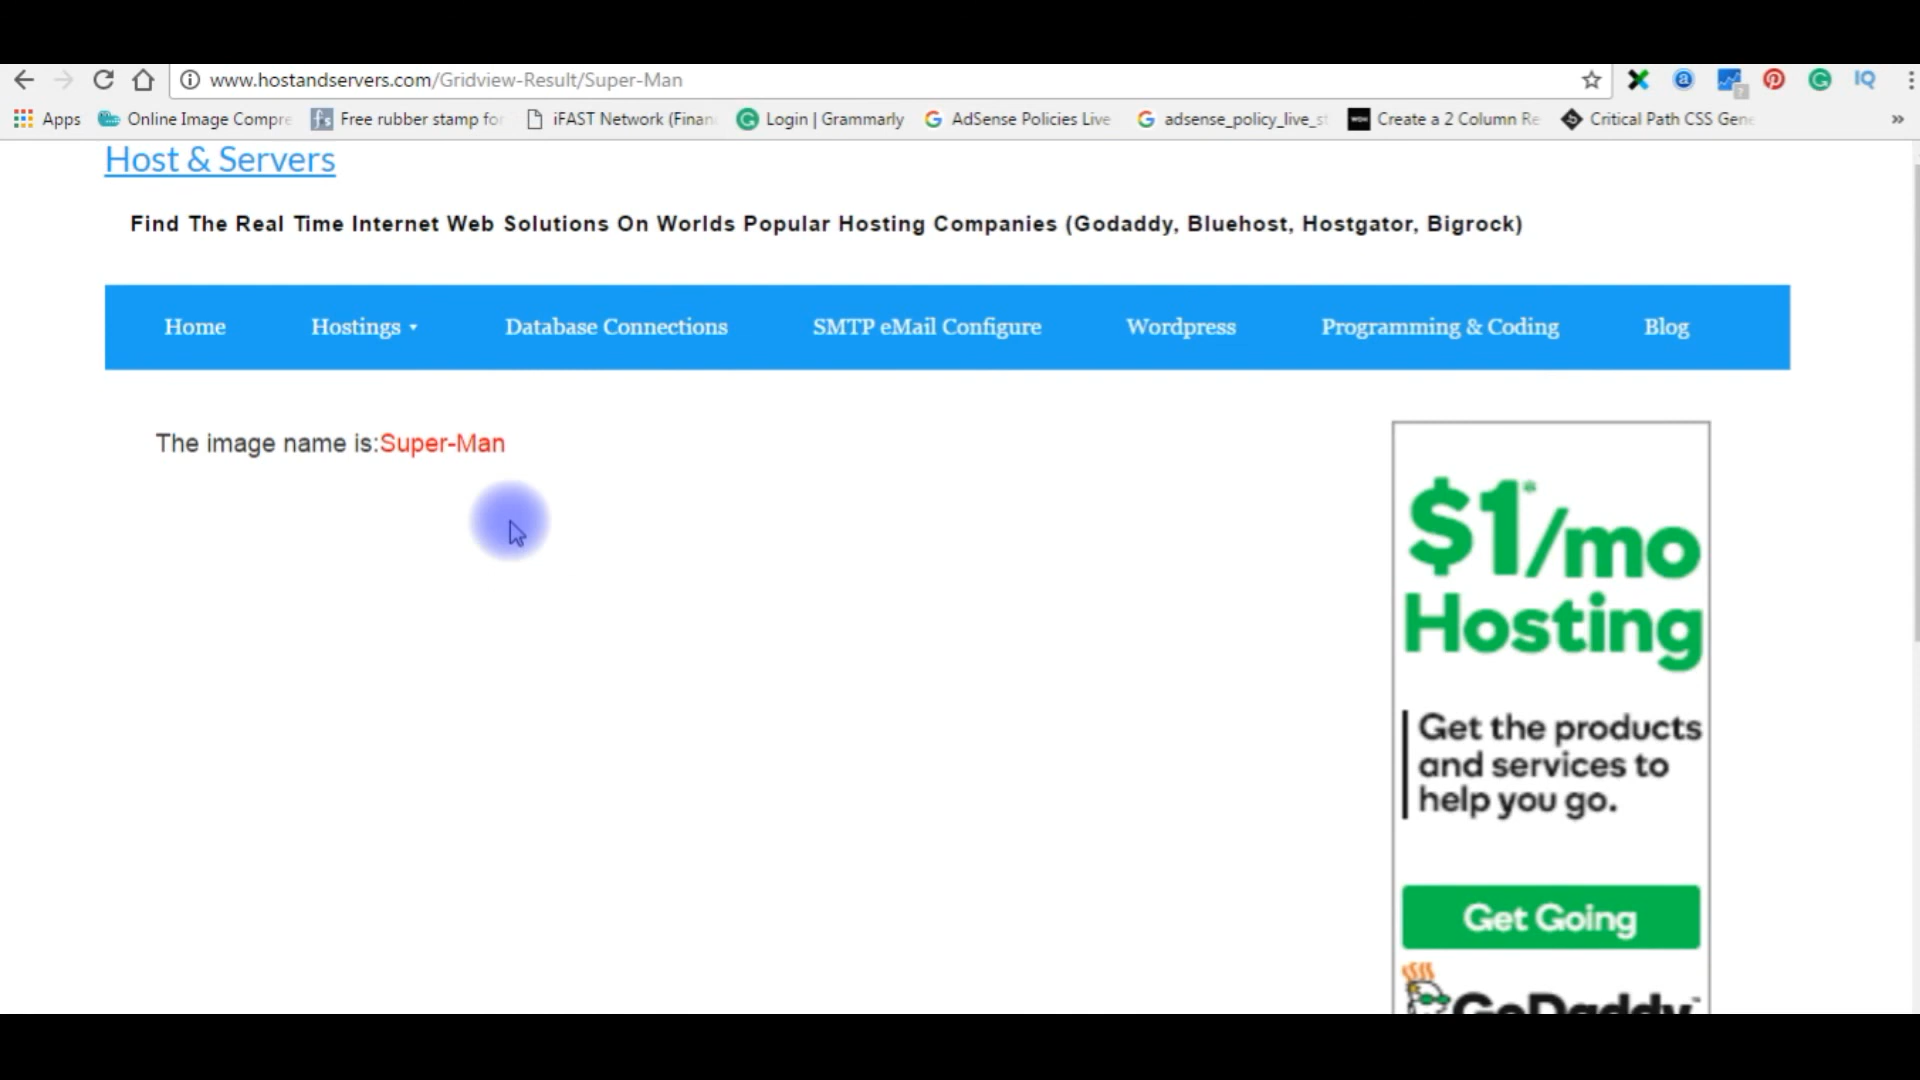 www.hostandservers.com/Gridview-Result/Super-Man
Apps Online Image Compre Free rubber stamp for iFAST Network (Finan Login | Grammarly AdSense Policies Live adsense_policy_live_st Create a 2 Column Re Critical Path CSS Gene »
Host & Servers
Find The Real Time Internet Web Solutions On Worlds Popular Hosting Companies (Godaddy, Bluehost, Hostgator, Bigrock)
Home Hostings Database Connections SMTP eMail Configure Wordpress Programming & Coding Blog
The image name is:Super-Man
$1*/mo
Hosting
Get the products
and services to
help you go.
Get Going
GoDaddy™